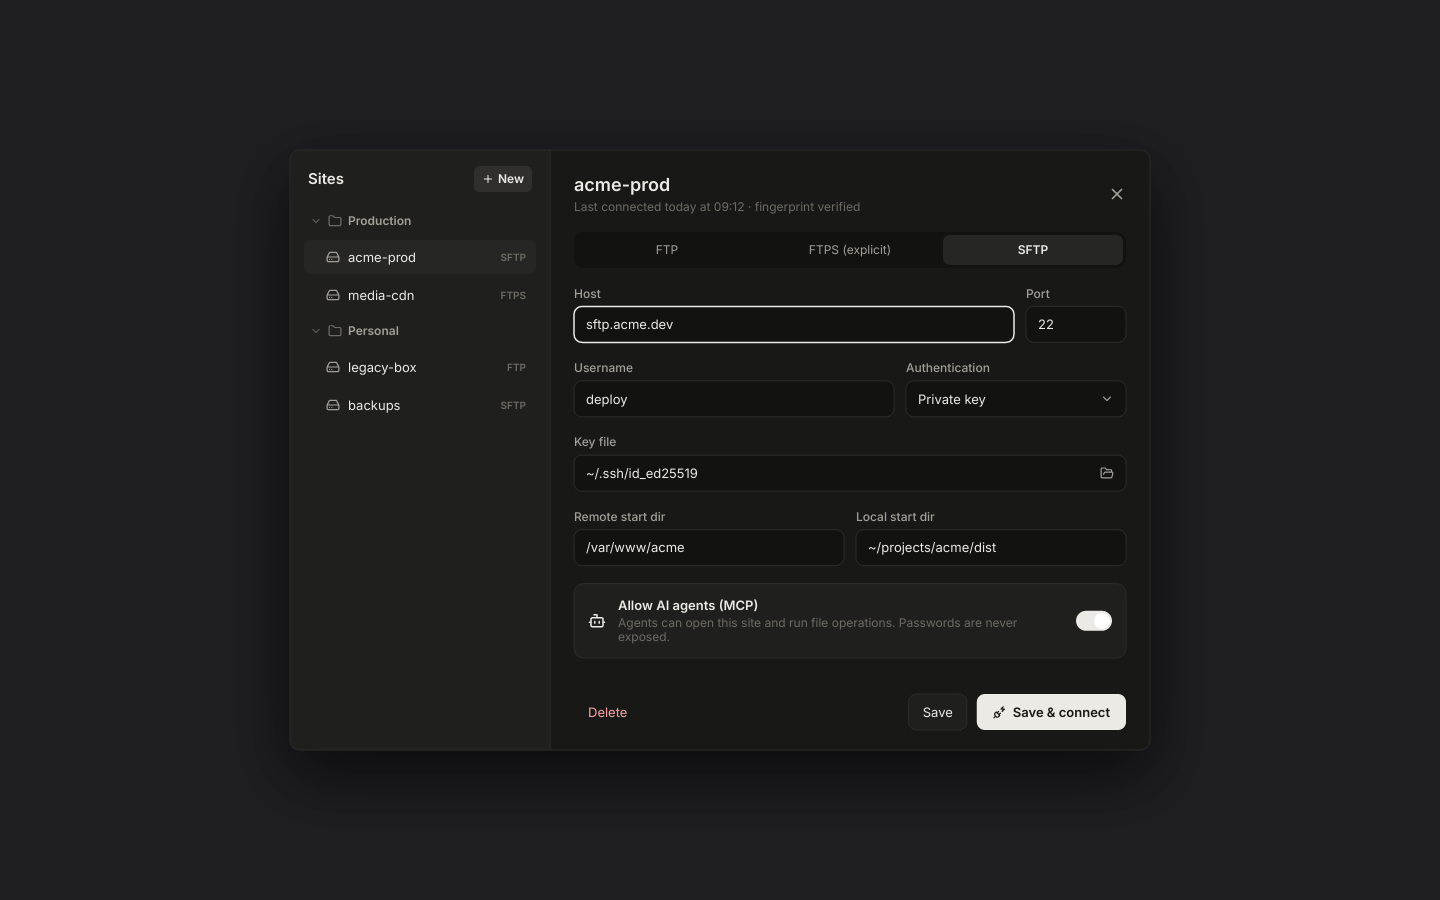 Sites
New
Production
acme-prod SFTP
media-cdn FTPS
Personal
legacy-box FTP
backups SFTP
acme-prod
Last connected today at 09:12 · fingerprint verified
FTP FTPS (explicit) SFTP
Host Port
sftp.acme.dev 22
Username Authentication
deploy Private key
Key file
~/.ssh/id_ed25519
Remote start dir Local start dir
/var/www/acme ~/projects/acme/dist
Allow AI agents (MCP)
Agents can open this site and run file operations. Passwords are never
exposed.
Delete Save Save & connect